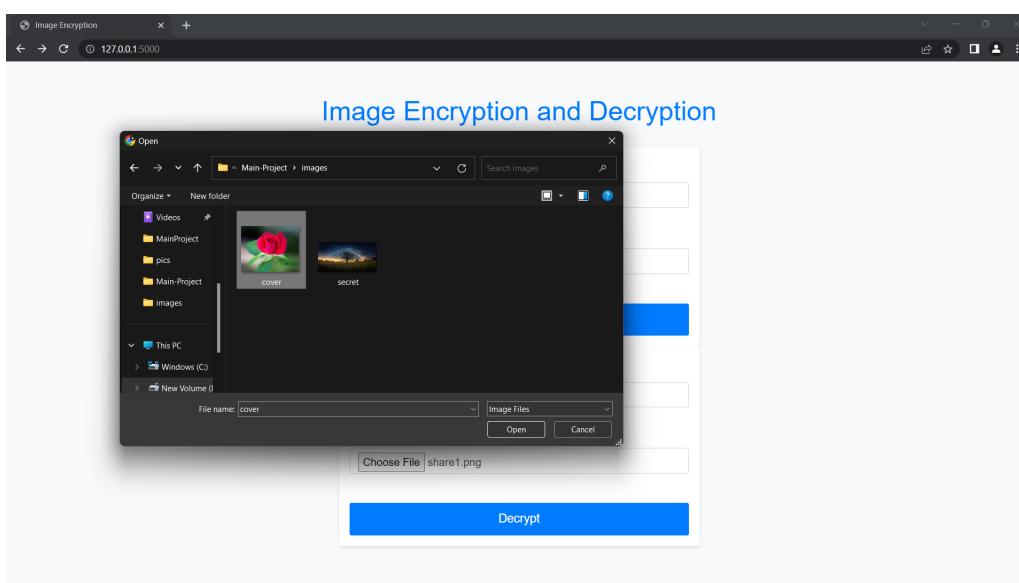 Image Encryption
127.0.0.1:5000
Image Encryption and Decryption
Open
« Main-Project › images
Search images
Organize
New folder
Videos
MainProject
pics
Main-Project
images
cover
secret
This PC
Windows (C:)
New Volume (
File name: cover
Image Files
Open
Cancel
Choose File share1.png
Decrypt